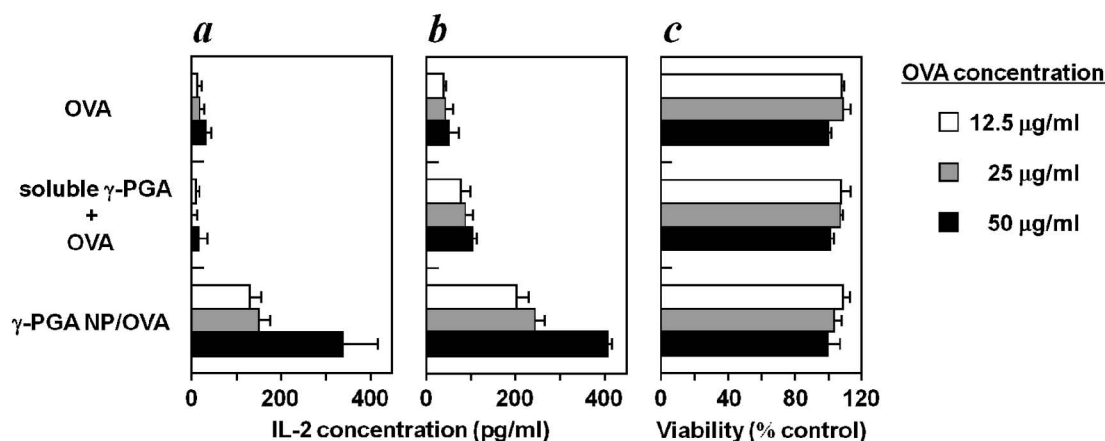 a b c
OVA concentration
OVA
12.5 μg/ml
25 μg/ml
soluble γ-PGA
+
OVA
50 μg/ml
γ-PGA NP/OVA
0 200 400 0 200 400 0 40 80 120
IL-2 concentration (pg/ml) Viability (% control)